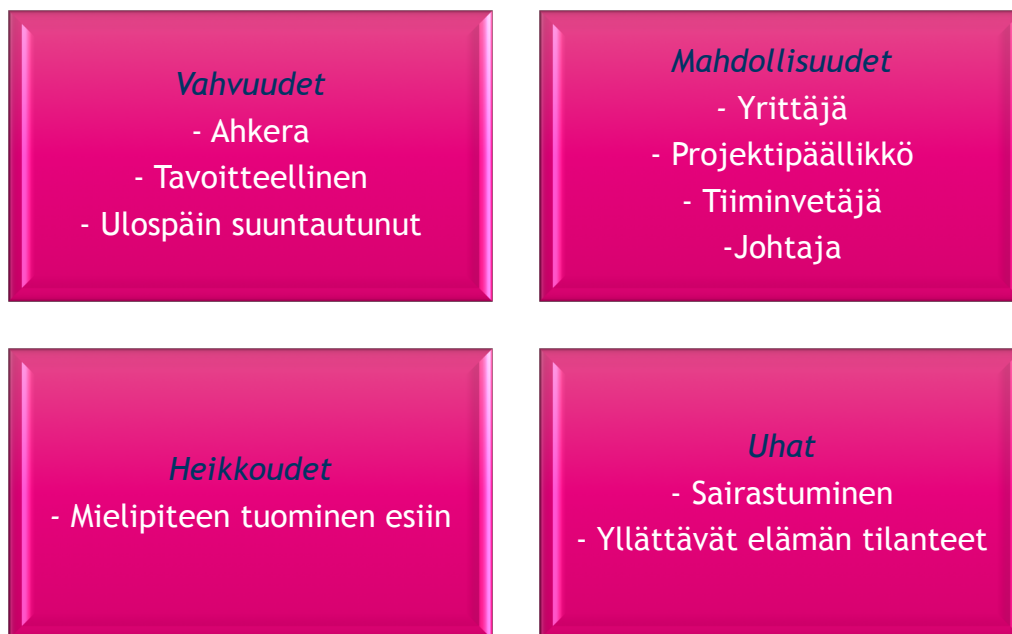 Vahvuudet
- Ahkera
- Tavoitteellinen
- Ulospäin suuntautunut
Mahdollisuudet
- Yrittäjä
- Projektipäällikkö
- Tiiminvetäjä
-Johtaja
Heikkoudet
- Mielipiteen tuominen esiin
Uhat
- Sairastuminen
- Yllättävät elämän tilanteet